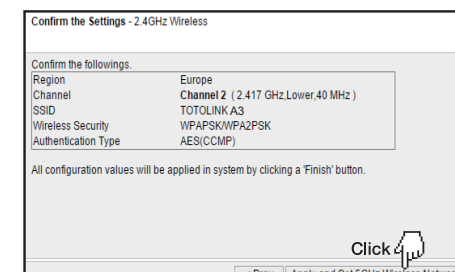 Confirm the Settings - 2.4GHz Wireless
Confirm the followings.
Region Europe
Channel Channel 2 ( 2.417 GHz,Lower,40 MHz )
SSID TOTOLINK A3
Wireless Security WPAPSK/WPA2PSK
Authentication Type AES(CCMP)
All configuration values will be applied in system by clicking a 'Finish' button.
Click
< Prev Apply and Set 5GHz Wireless